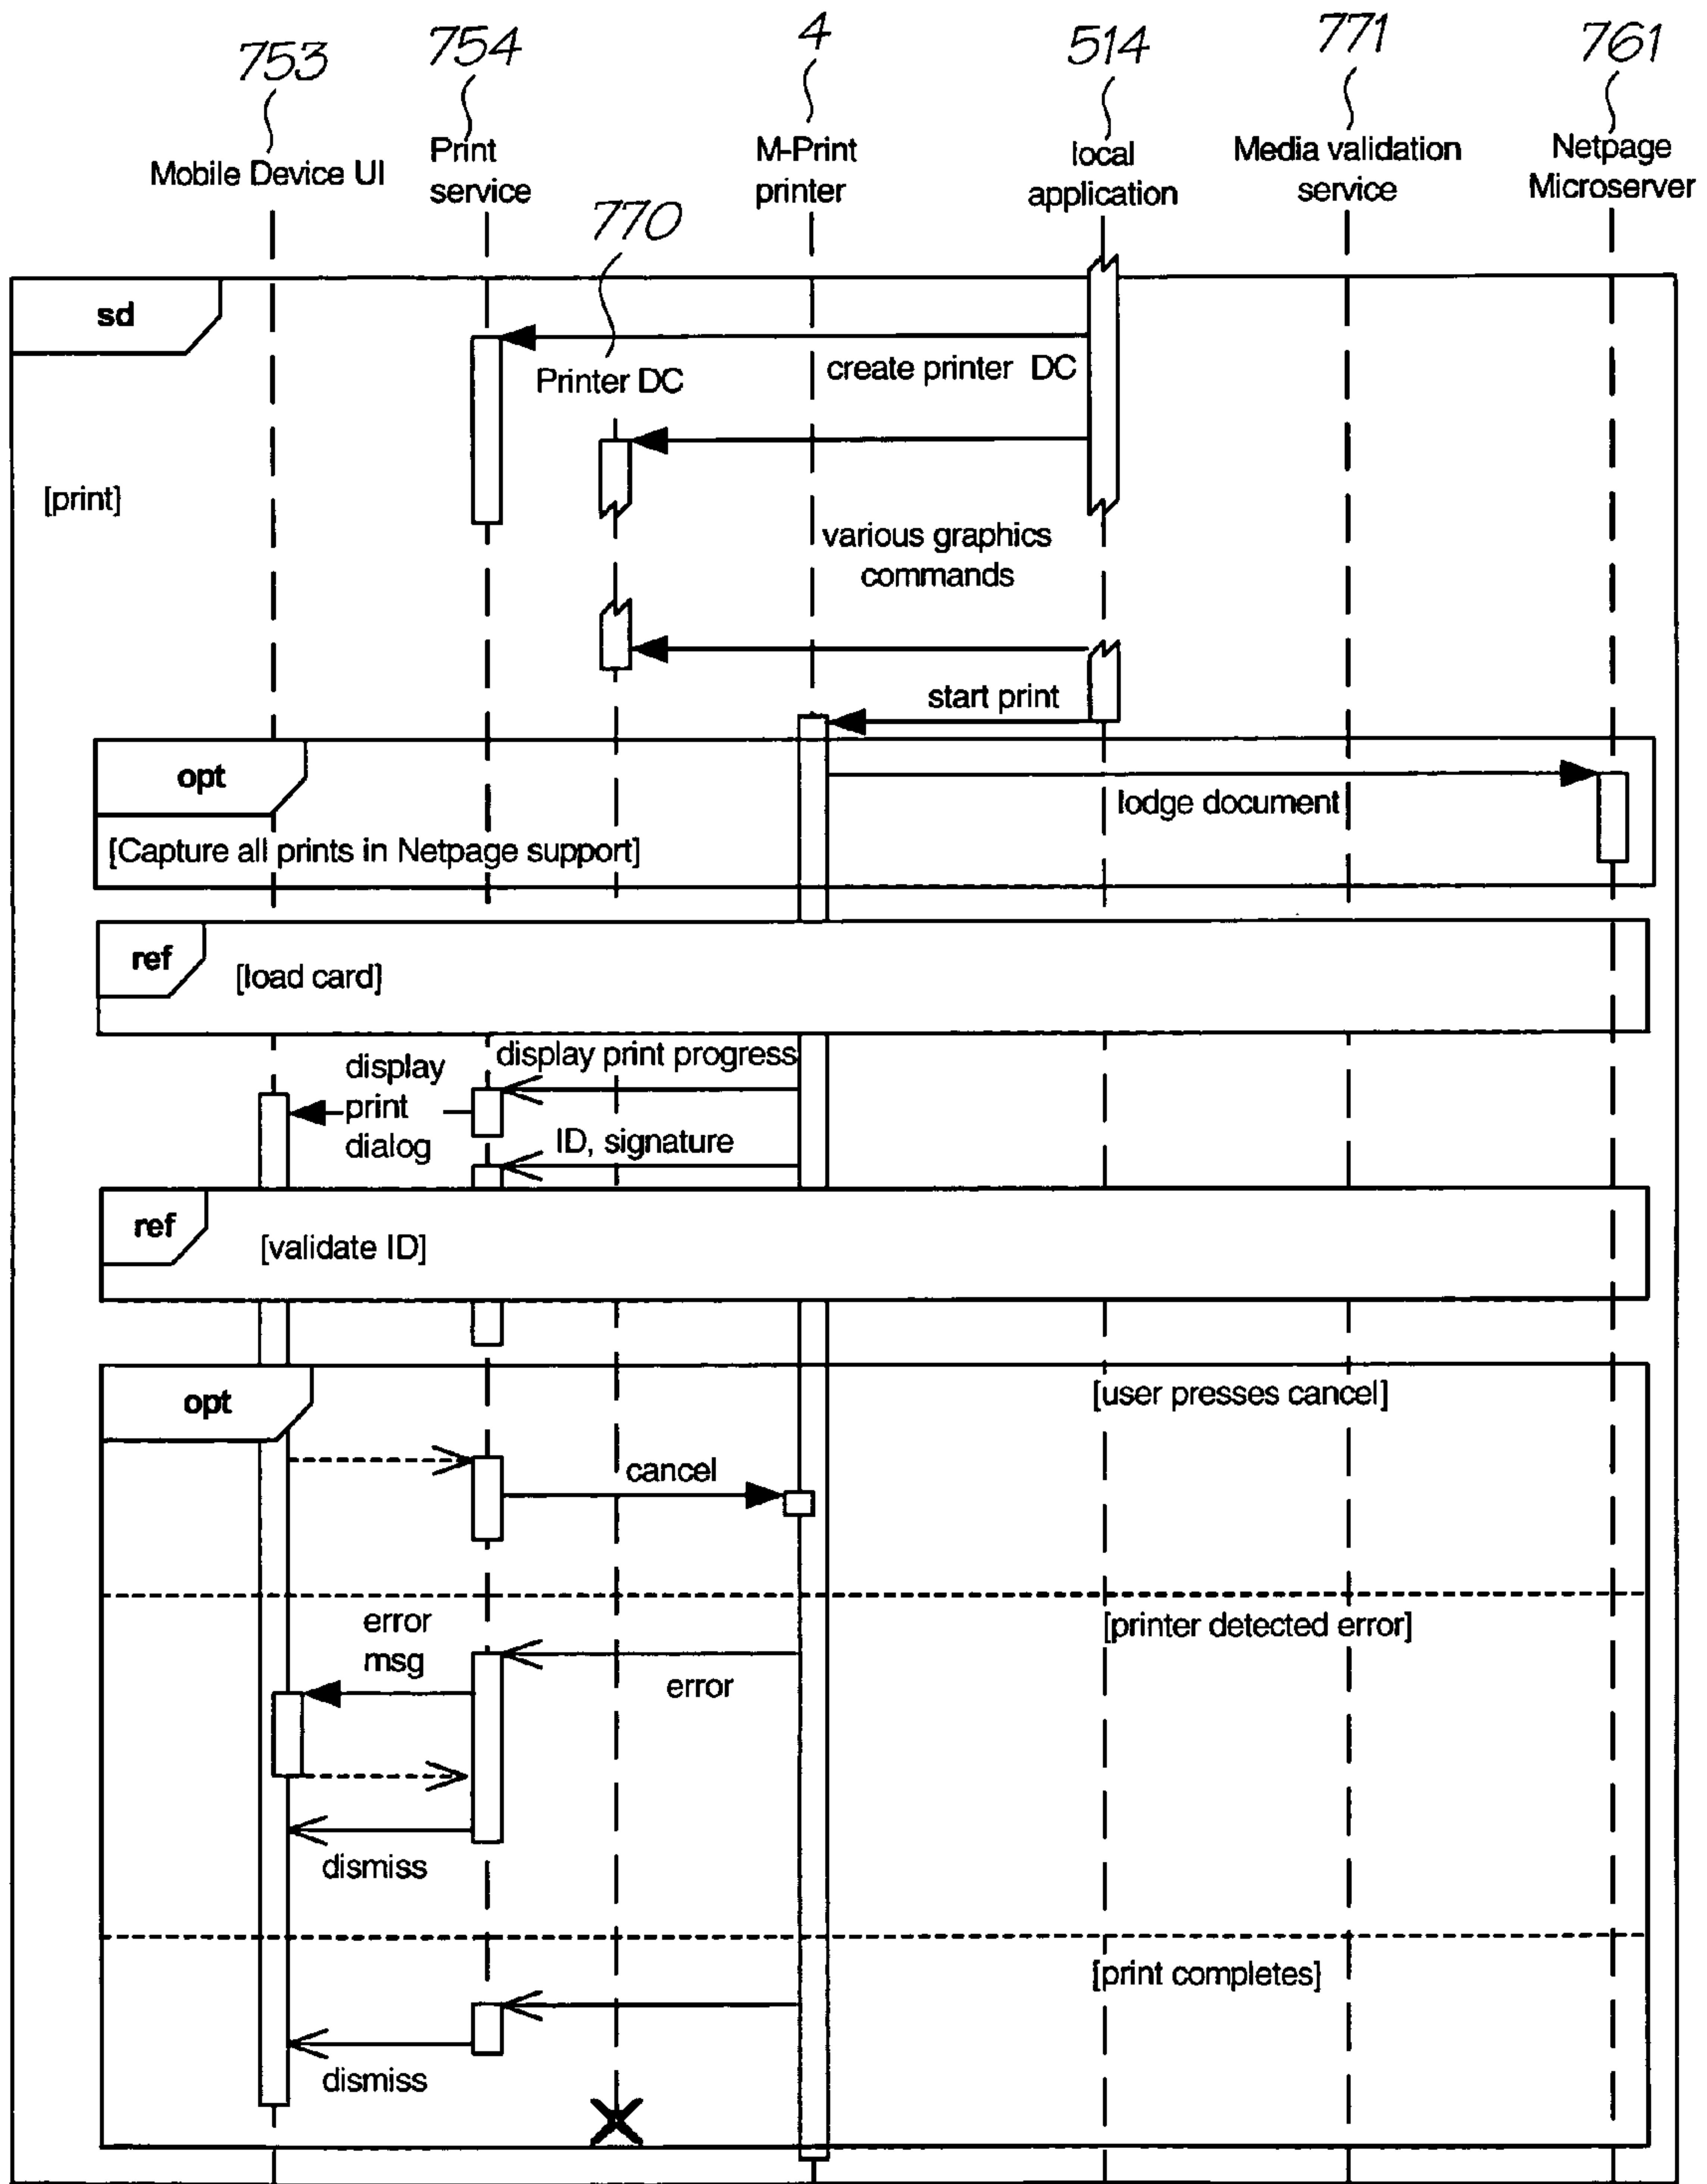 753
754
4
514
771
761
Mobile Device UI
Print
service
M-Print
printer
local
application
Media validation
service
Netpage
Microserver
770
sd
create printer DC
Printer DC
[print]
various graphics
commands
start print
opt
lodge document
[Capture all prints in Netpage support]
ref
[load card]
display print progress
display
print
dialog
ID, signature
ref
[validate ID]
opt
[user presses cancel]
cancel
[printer detected error]
error
msg
error
dismiss
[print completes]
dismiss